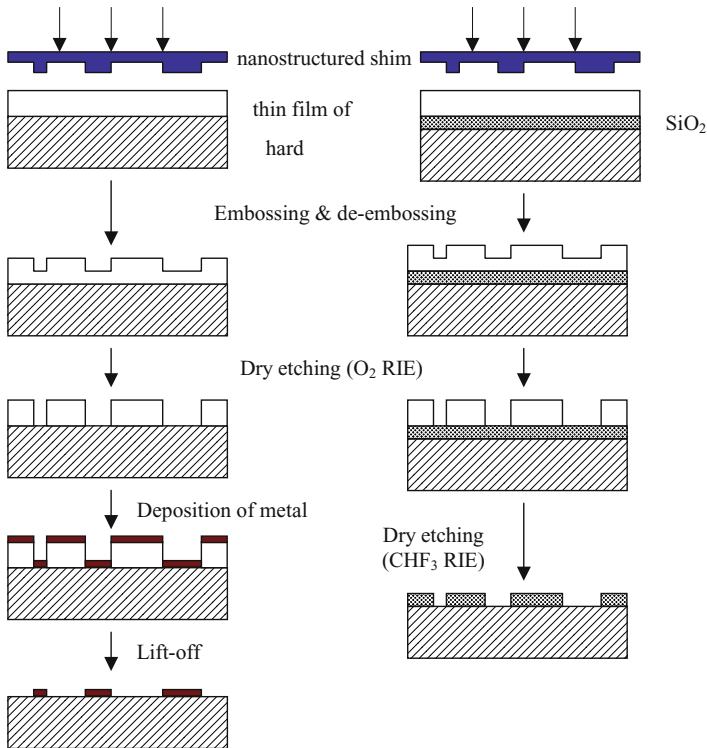 nanostructured shim
thin film of
hard
SiO₂
Embossing & de-embossing
Dry etching (O₂ RIE)
Deposition of metal
Dry etching
(CHF₃ RIE)
Lift-off